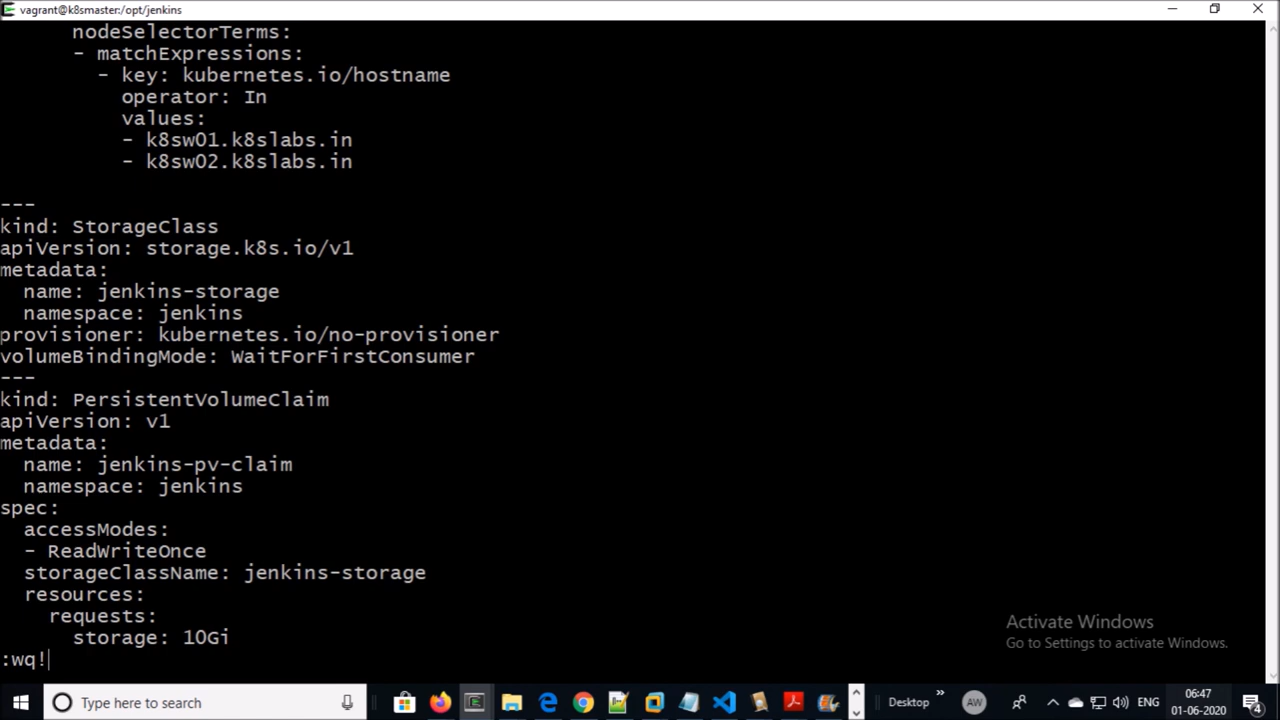 vagrant@k8smaster:/opt/jenkins
nodeSelectorTerms:
- matchExpressions:
- key: kubernetes.io/hostname
operator: In
values:
- k8sw01.k8slabs.in
- k8sw02.k8slabs.in
---
kind: StorageClass
apiVersion: storage.k8s.io/v1
metadata:
name: jenkins-storage
namespace: jenkins
provisioner: kubernetes.io/no-provisioner
volumeBindingMode: WaitForFirstConsumer
---
kind: PersistentVolumeClaim
apiVersion: v1
metadata:
name: jenkins-pv-claim
namespace: jenkins
spec:
accessModes:
- ReadWriteOnce
storageClassName: jenkins-storage
resources:
requests:
storage: 10Gi
:wq!
Activate Windows
Go to Settings to activate Windows.
Type here to search
Desktop
AW
ENG
06:47
01-06-2020
4